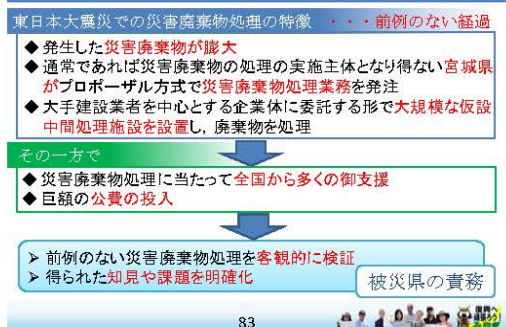 東日本大震災での災害廃棄物処理の特徴 ・・・前例のない経過
◆ 発生した災害廃棄物が膨大
◆ 通常であれば災害廃棄物の処理の実施主体となり得ない宮城県
がプロポーザル方式で災害廃棄物処理業務を発注
◆ 大手建設業者を中心とする企業体に委託する形で大規模な仮設
中間処理施設を設置し，廃棄物を処理
その一方で
◆ 災害廃棄物処理に当たって全国から多くの御支援
◆ 巨額の公費の投入
➢ 前例のない災害廃棄物処理を客観的に検証
➢ 得られた知見や課題を明確化
被災県の責務
83
復興へ
頑張ろう!
みやぎ